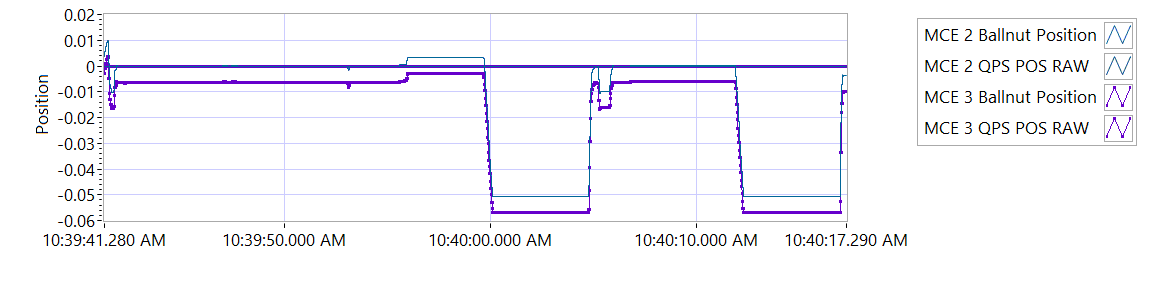 0.02
0.01
0
-0.01
-0.02
-0.03
-0.04
-0.05
-0.06
Position
10:39:41.280 AM
10:39:50.000 AM
10:40:00.000 AM
10:40:10.000 AM
10:40:17.290 AM
MCE 2 Ballnut Position
MCE 2 QPS POS RAW
MCE 3 Ballnut Position
MCE 3 QPS POS RAW